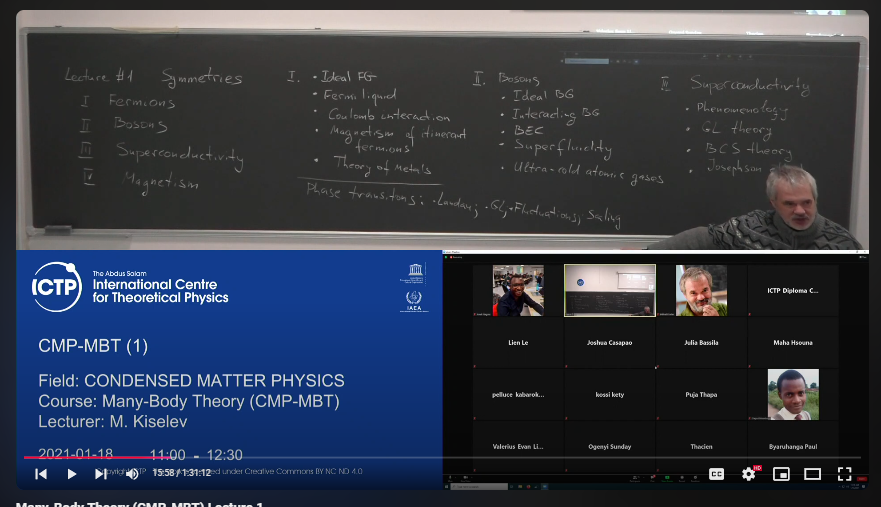 Lecture #1 Symmetries
I Fermions
II Bosons
III Superconductivity
IV Magnetism
I. • Ideal FG
• Fermi liquid
• Coulomb interaction
• Magnetism of itinerant
fermions
• Theory of Metals
II. Bosons
• Ideal BG
• Interacting BG
• BEC
• Superfluidity
• Ultra-cold atomic gases
III Superconductivity
• Phenomenology
• GL theory
• BCS theory
• Josephson
Phase transitions: • Landau; • GL, + Fluctuations, Scaling
ICTP
The Abdus Salam
International Centre
for Theoretical Physics
IAEA
CMP-MBT (1)
Field: CONDENSED MATTER PHYSICS
Course: Many-Body Theory (CMP-MBT)
Lecturer: M. Kiselev
2021-01-18 11:00 - 12:30
under Creative Commons BY NC ND 4.0
15:58 / 1:31:12
ICTP Diploma C...
Lien Le
Joshua Casapao
Julia Bassila
Maha Hsouna
pelluce kabarok...
kossi kety
Puja Thapa
Valerius Evan Li...
Ogenyi Sunday
Thacien
Byaruhanga Paul
CC
HD
Many-Body Theory (CMP-MBT) Lecture 1